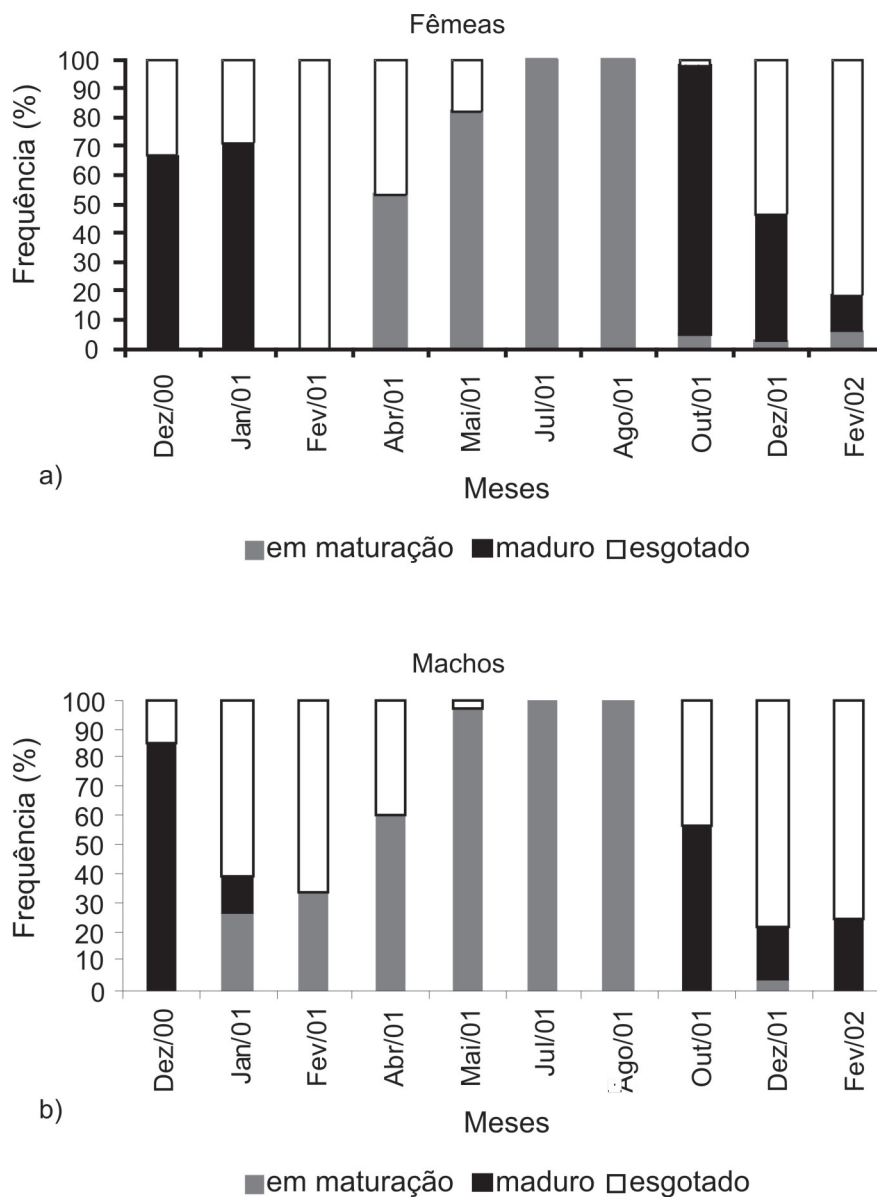 Fêmeas
Frequência (%)
100
90
80
70
60
50
40
30
20
10
0
Dez/00
Jan/01
Fev/01
Abr/01
Mai/01
Jul/01
Ago/01
Out/01
Dez/01
Fev/02
a)
Meses
em maturação maduro esgotado
Machos
Frequência (%)
100
90
80
70
60
50
40
30
20
10
0
Dez/00
Jan/01
Fev/01
Abr/01
Mai/01
Jul/01
Ago/01
Out/01
Dez/01
Fev/02
b)
Meses
em maturação maduro esgotado